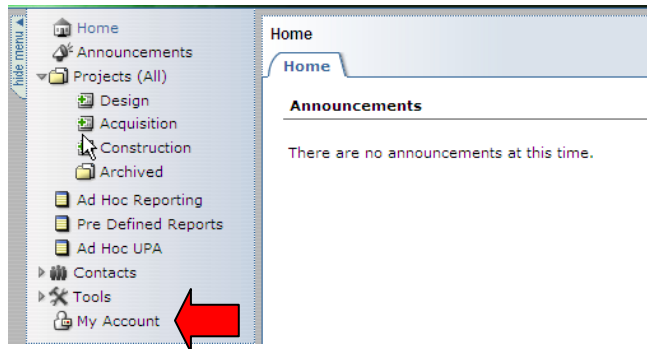 hide menu
Home
Announcements
Projects (All)
Design
Acquisition
Construction
Archived
Ad Hoc Reporting
Pre Defined Reports
Ad Hoc UPA
Contacts
Tools
My Account
Home
Home
Announcements
There are no announcements at this time.